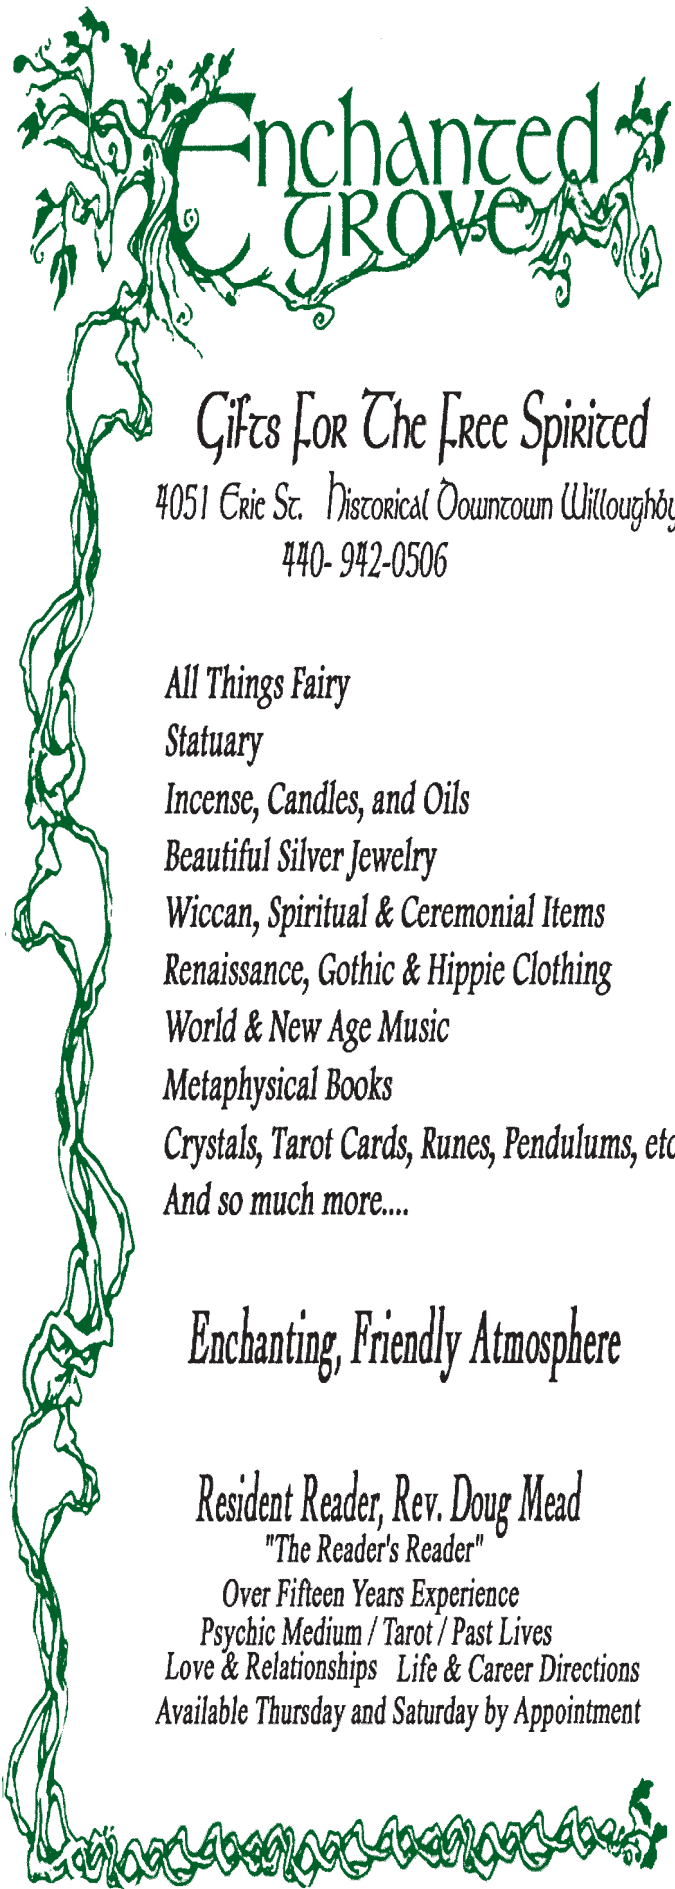 Enchanted
Grove
Gifts For The Free Spirited
4051 Erie St. Historical Downtown Willoughby
440- 942-0506
All Things Fairy
Statuary
Incense, Candles, and Oils
Beautiful Silver Jewelry
Wiccan, Spiritual & Ceremonial Items
Renaissance, Gothic & Hippie Clothing
World & New Age Music
Metaphysical Books
Crystals, Tarot Cards, Runes, Pendulums, etc
And so much more....
Enchanting, Friendly Atmosphere
Resident Reader, Rev. Doug Mead
"The Reader's Reader"
Over Fifteen Years Experience
Psychic Medium / Tarot / Past Lives
Love & Relationships Life & Career Directions
Available Thursday and Saturday by Appointment